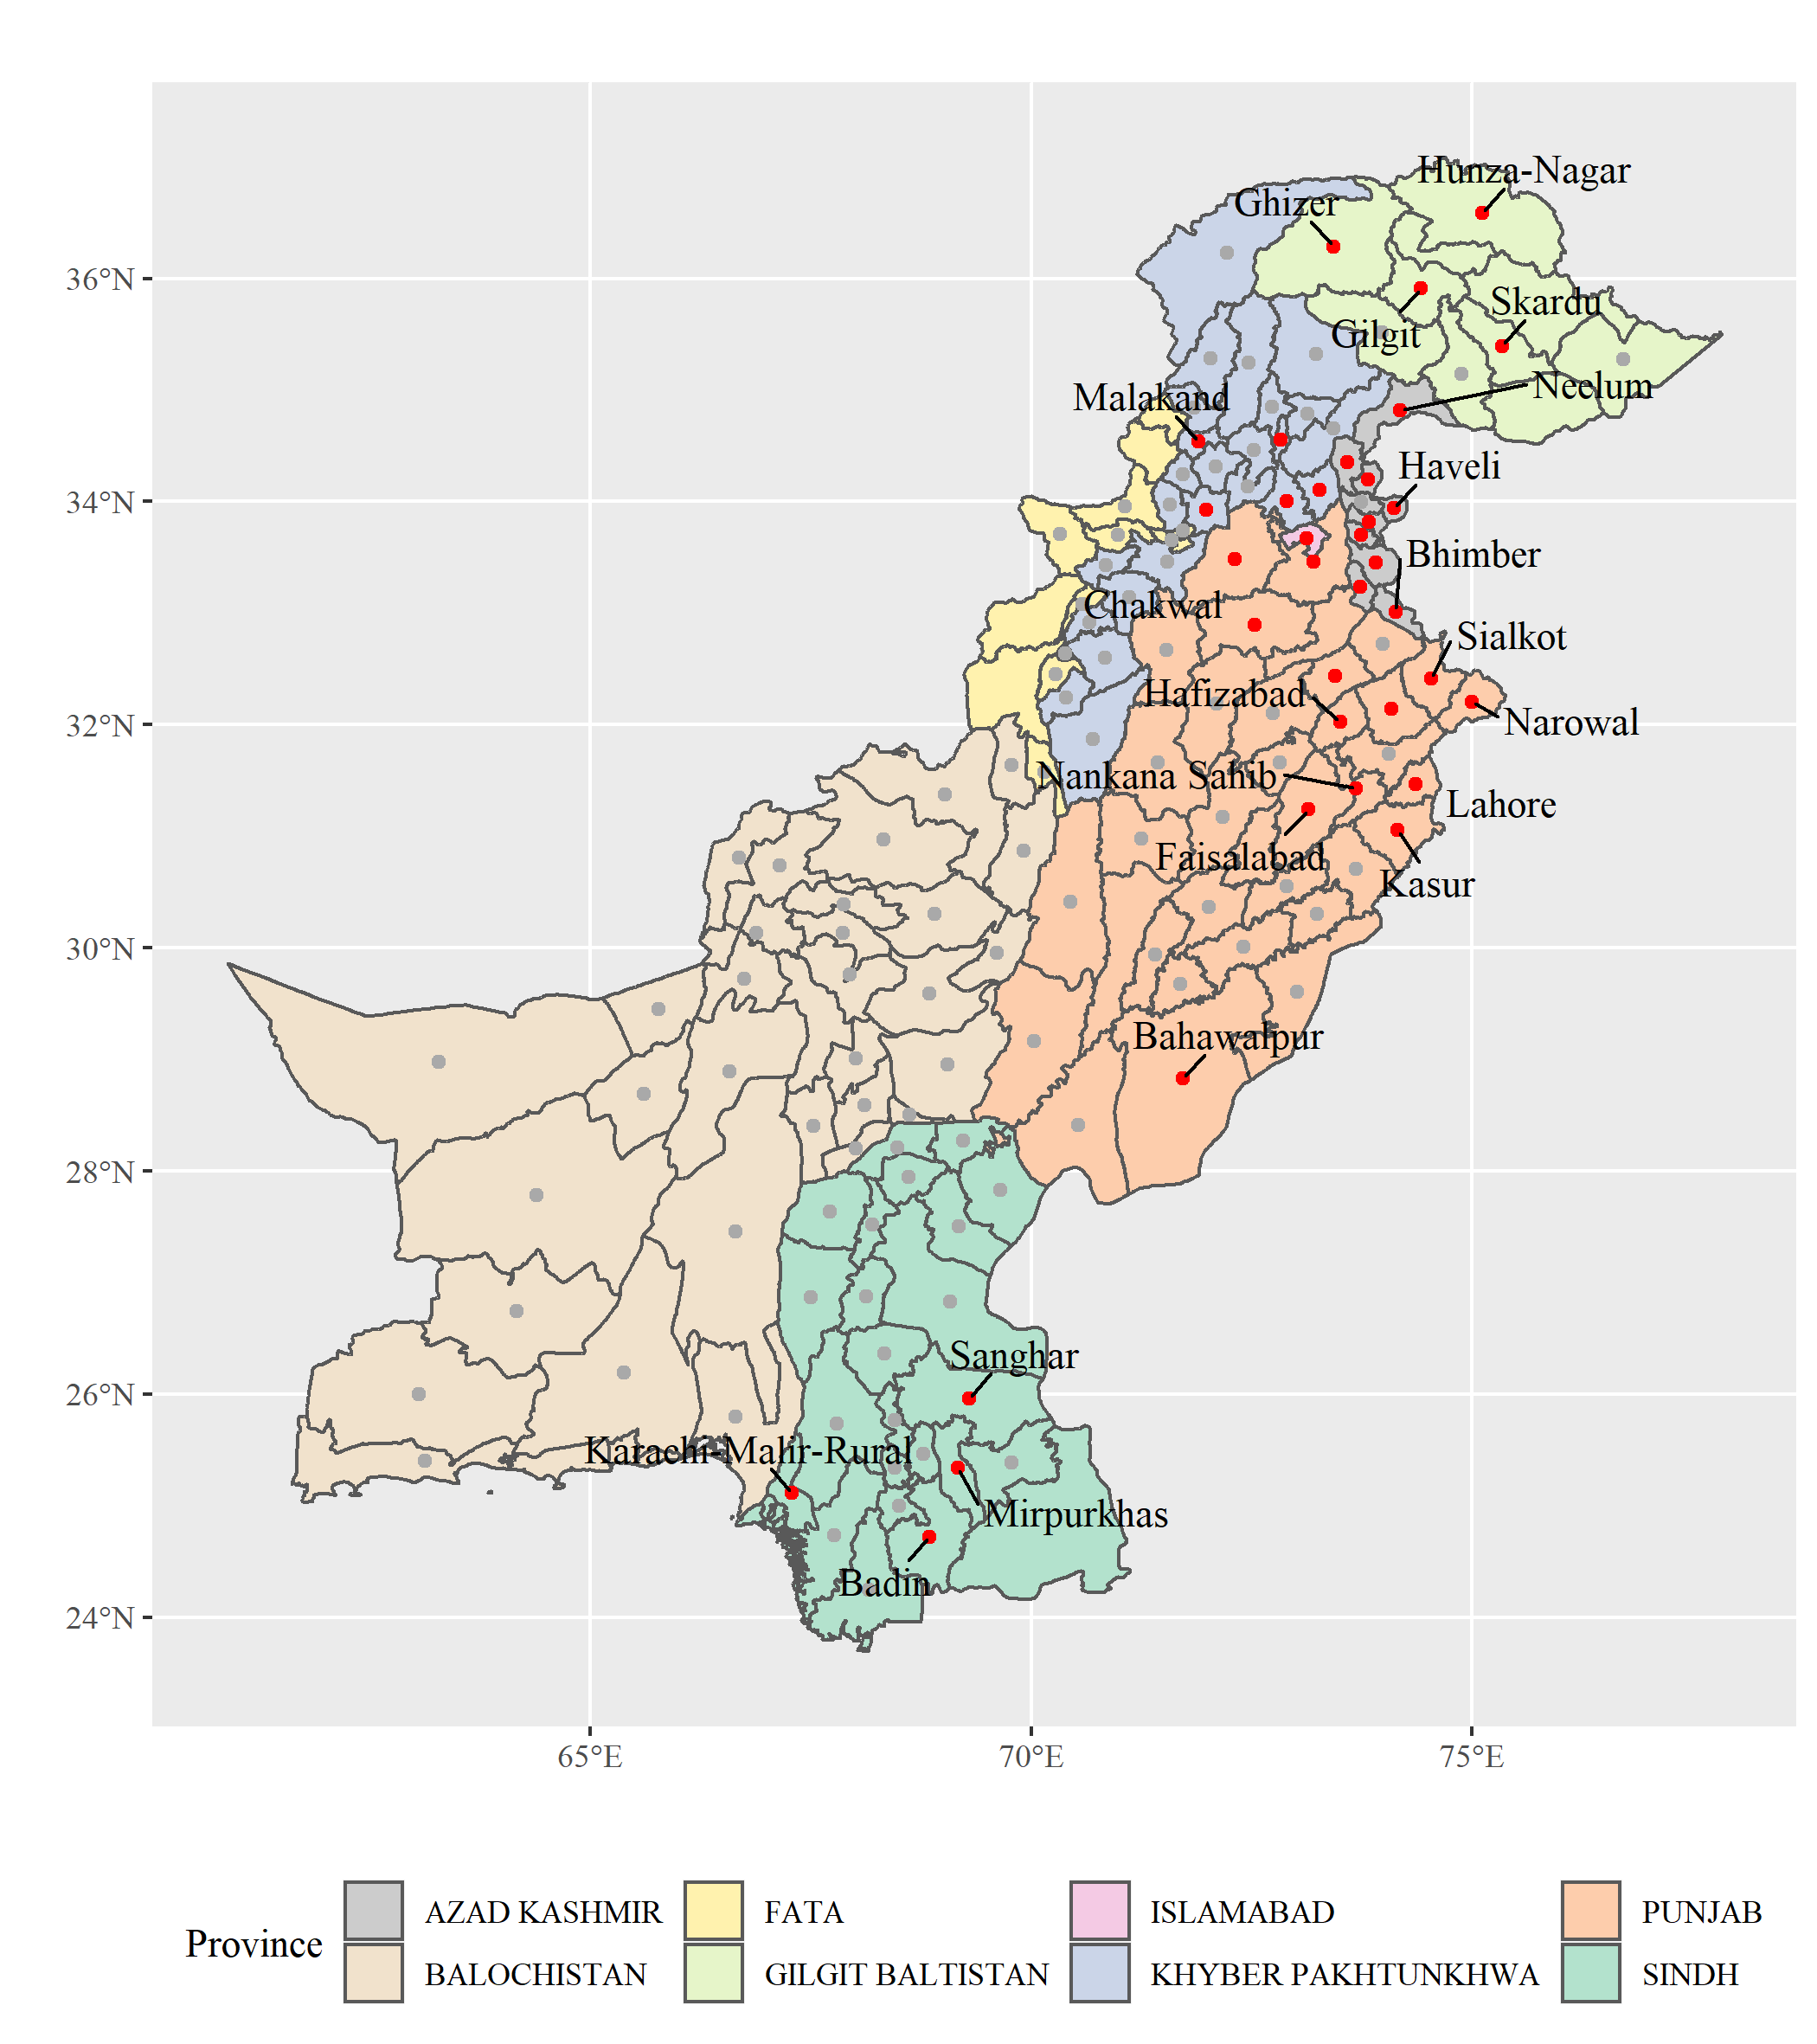 Hunza-Nagar
Ghizer
36°N
Skardu
Gilgit
Neelum
Malakand
Haveli
34°N
Bhimber
Chakwal
Sialkot
Hafizabad
32°N
Narowal
Nankana Sahib
Lahore
Faisalabad
Kasur
30°N
Bahawalpur
28°N
Sanghar
26°N
Karachi-Malir-Rural
Mirpurkhas
Badin
24°N
65°E 70°E 75°E
Province
AZAD KASHMIR FATA ISLAMABAD PUNJAB
BALOCHISTAN GILGIT BALTISTAN KHYBER PAKHTUNKHWA SINDH